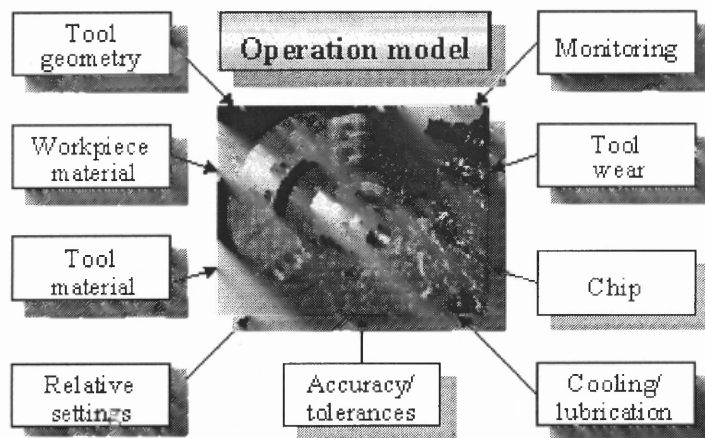 Tool
geometry
Operation model
Monitoring
Workpiece
material
Tool
wear
Tool
material
Chip
Relative
settings
Accuracy/
tolerances
Cooling/
lubrication